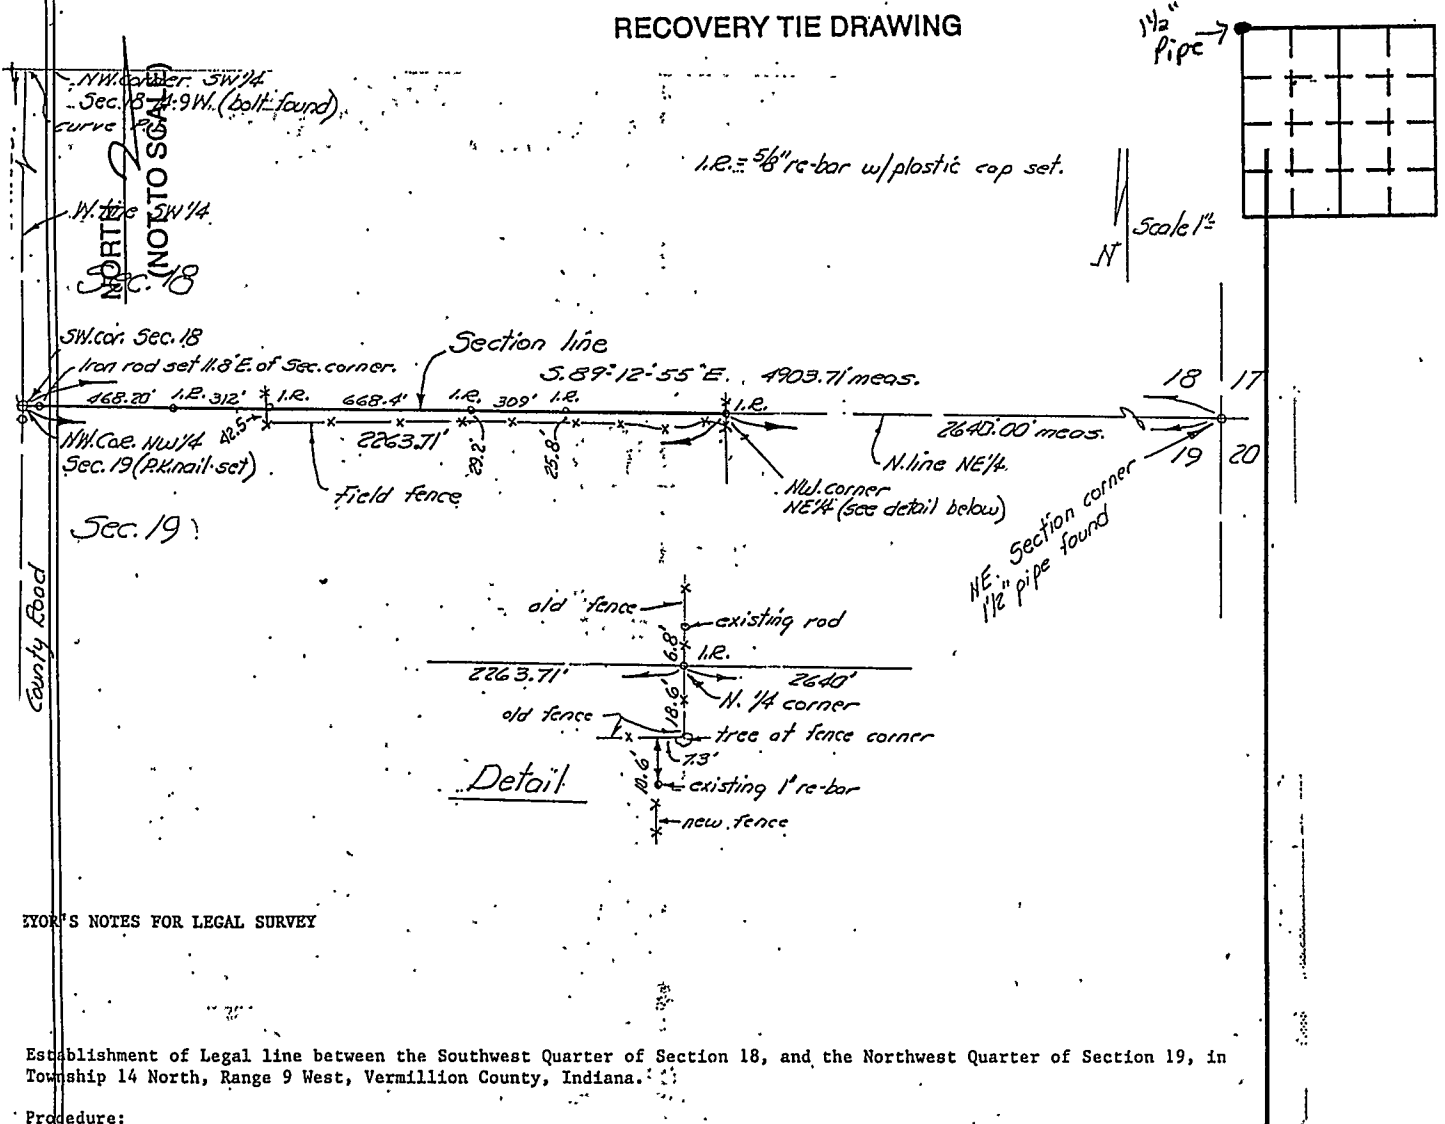 RECOVERY TIE DRAWING
1½"
Pipe
NW. corner SW¼
Sec. 18 9W. (bolt found)
curve
NORTH
(NOT TO SCALE)
I.R. = 5/8" re-bar w/plastic cap set.
W. line SW¼
Scale 1"=
N
Sec. 18
SW. cor. Sec. 18
Iron rod set 11.8' E. of Sec. corner.
Section line
S. 89°-12'-55" E. 4903.71' meas.
18 17
468.20' I.R. 312' I.R. 668.4' I.R. 309' I.R. I.R.
42.5
2263.71'
29.2'
25.8'
2640.00' meas.
19 20
NW. Cor. NW¼
Sec. 19 (P.K. nail set)
Field fence
N. line NE¼
NW. corner
NE¼ (see detail below)
NE. Section corner
1½" pipe found
Sec. 19
County Road
old fence
existing rod
6.8'
I.R.
2263.71'
2640'
18.6'
N. ¼ corner
old fence
tree at fence corner
7.3'
10.6'
Detail
existing 1" re-bar
new fence
EYOR'S NOTES FOR LEGAL SURVEY
Establishment of Legal line between the Southwest Quarter of Section 18, and the Northwest Quarter of Section 19, in
Township 14 North, Range 9 West, Vermillion County, Indiana.
Procedure: